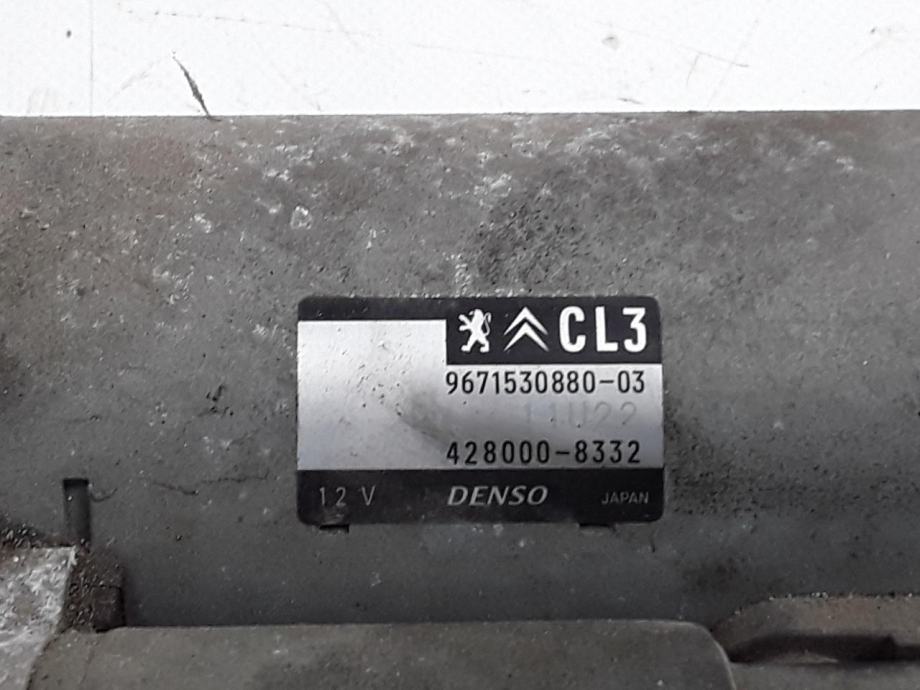 CL3
9671530880-03
11U22
428000-8332
12 V DENSO JAPAN